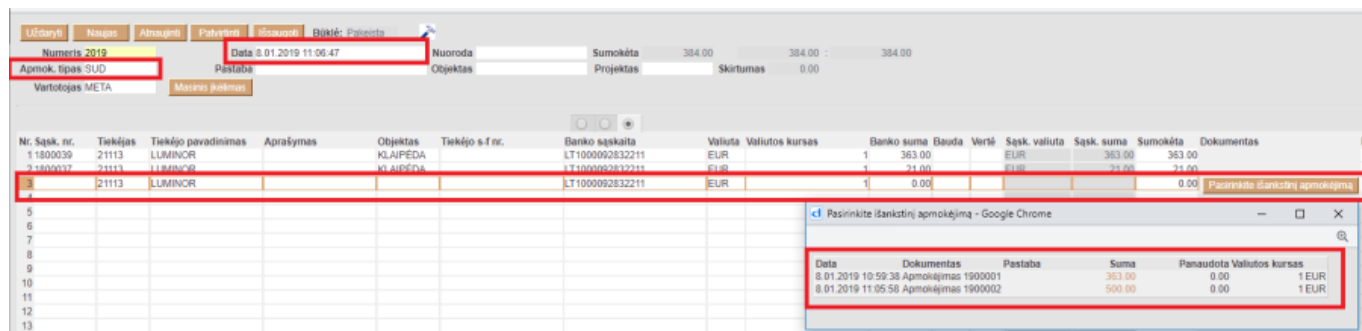 Uždaryti Naujas Atnaujinti Patvirtinti Išsaugoti Būklė: Pakeista
Numeris 2019 Data 8.01.2019 11:06:47 Nuoroda Sumokėta 384.00 384.00 : 384.00
Apmok. tipas SUD Pastaba Objektas Projektas Skirtumas 0.00
Vartotojas META Masinis įkėlimas
Nr. Sąsk. nr. Tiekėjas Tiekėjo pavadinimas Aprašymas Objektas Tiekėjo s.f nr. Banko sąskaita Valiuta Valiutos kursas Banko suma Bauda Vertė Sąsk. valiuta Sąsk. suma Sumokėta Dokumentas
1 1800039 21113 LUMINOR KLAIPĖDA LT1000092832211 EUR 1 363.00 EUR 363.00 363.00
2 1800037 21113 LUMINOR KLAIPĖDA LT1000092832211 EUR 1 21.00 EUR 21.00 21.00
3 21113 LUMINOR LT1000092832211 EUR 1 0.00 0.00 Pasirinkite išankstinį apmokėjimą
4
5
6
7
8
9
10
11
12
13
Pasirinkite išankstinį apmokėjimą - Google Chrome
Data Dokumentas Pastaba Suma Panaudota Valiutos kursas
8.01.2019 10:59:38 Apmokėjimas 1900001 363.00 0.00 1 EUR
8.01.2019 11:05:58 Apmokėjimas 1900002 500.00 0.00 1 EUR